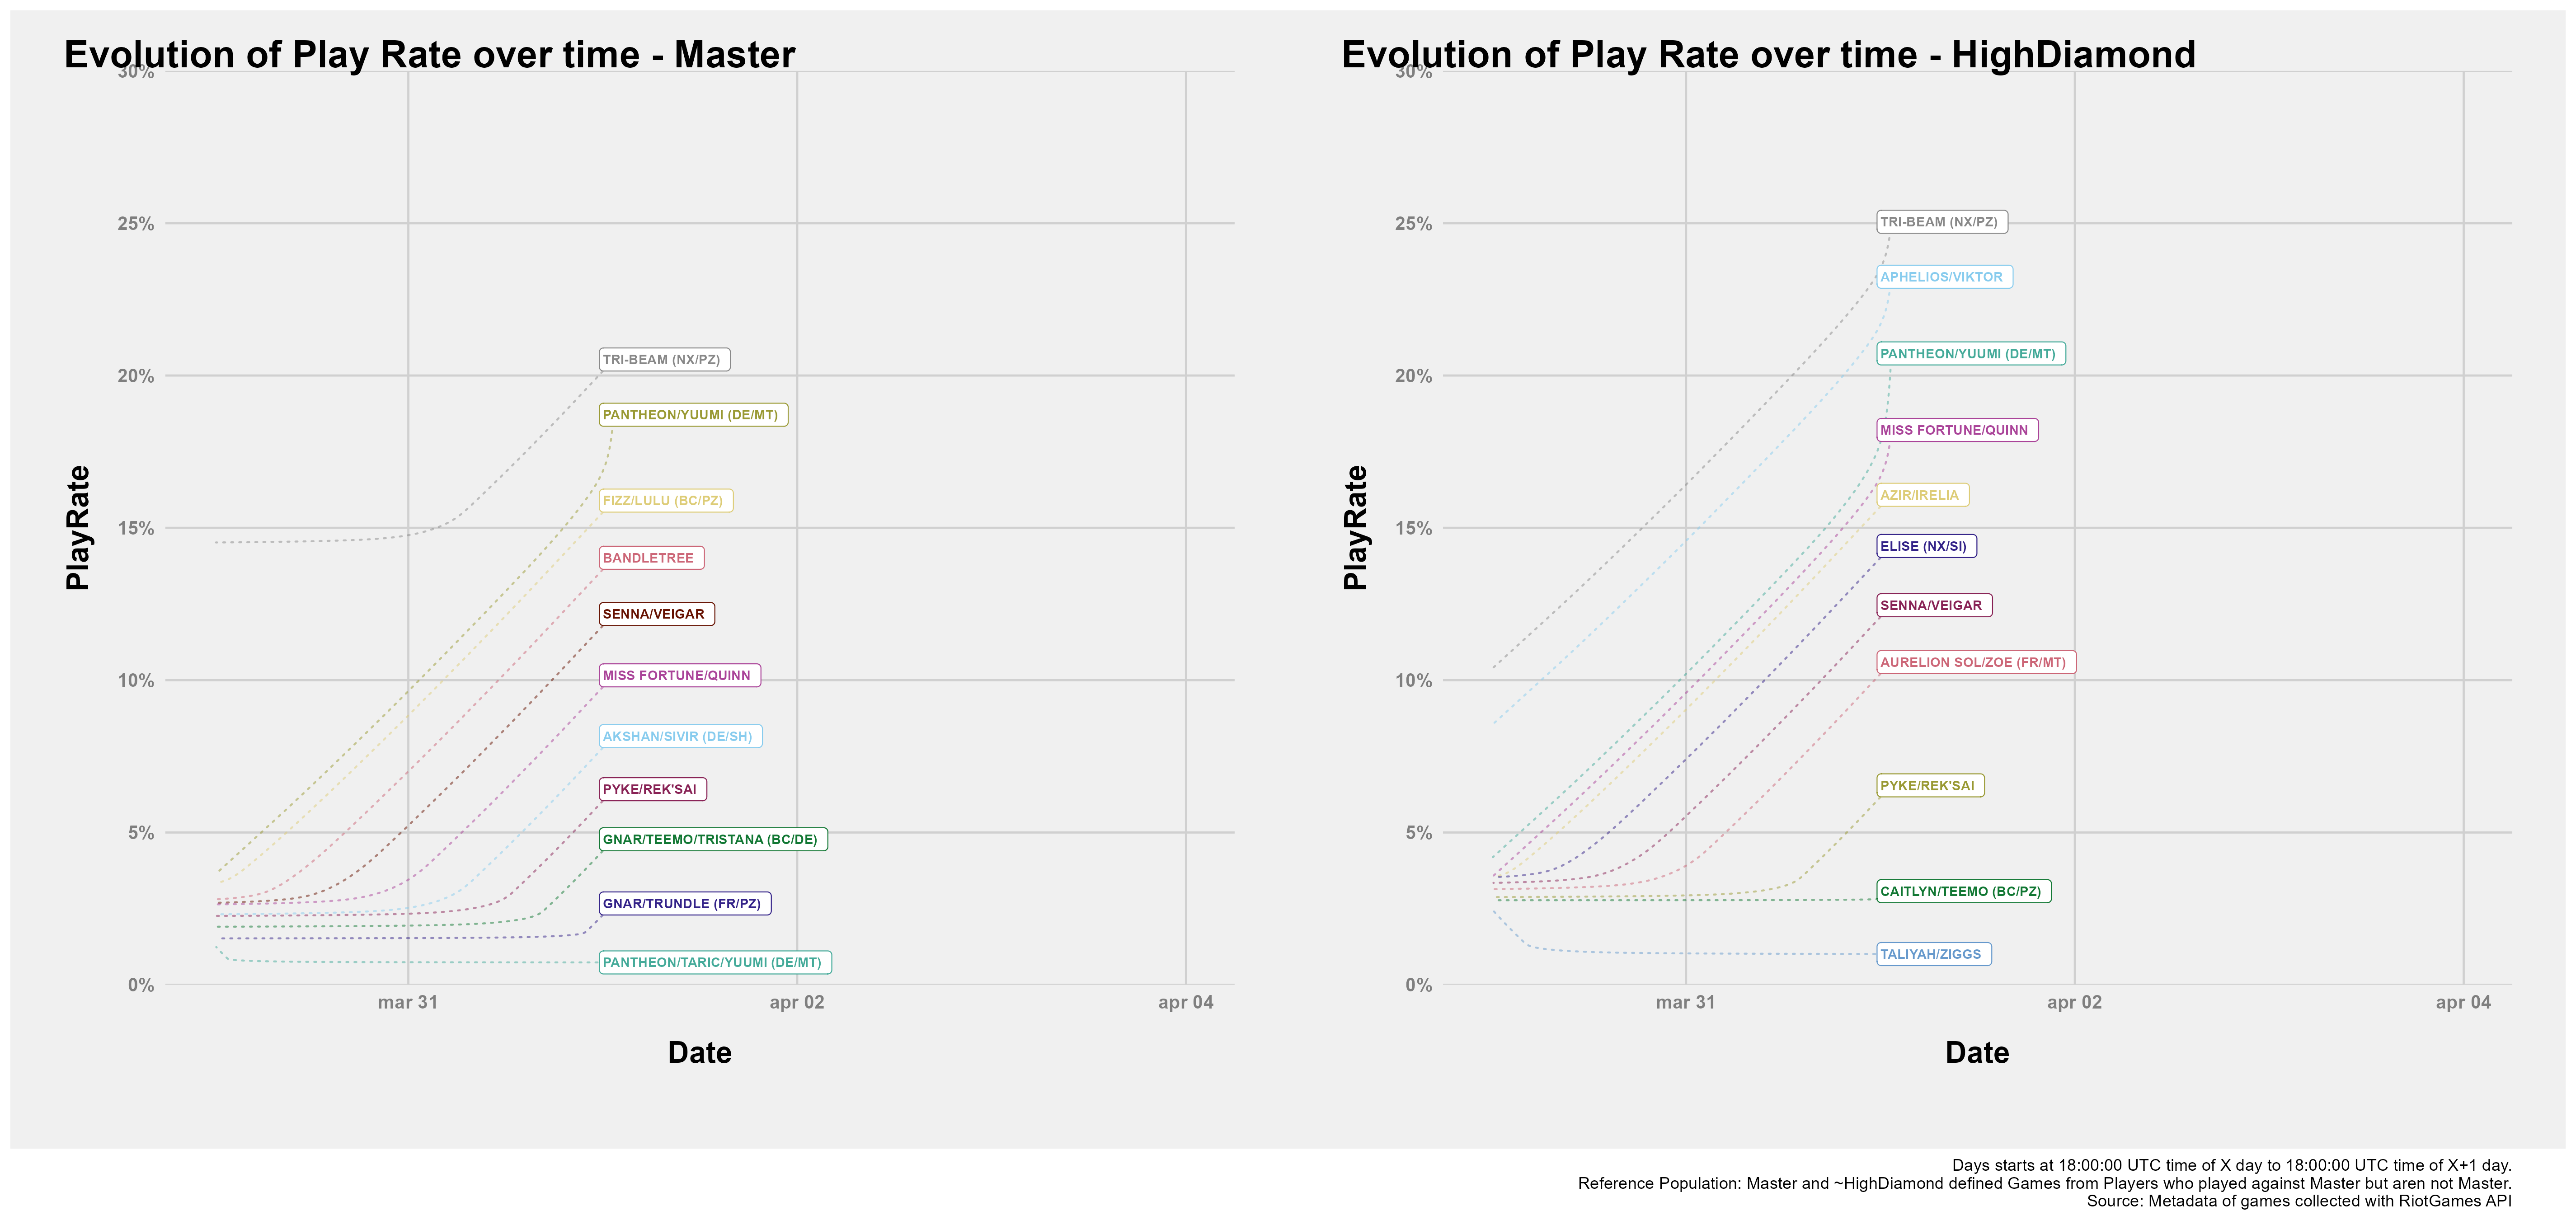 Evolution of Play Rate over time - Master
30%
25%
20%
15%
10%
5%
0%
PlayRate
TRI-BEAM (NX/PZ)
PANTHEON/YUUMI (DE/MT)
FIZZ/LULU (BC/PZ)
BANDLETREE
SENNA/VEIGAR
MISS FORTUNE/QUINN
AKSHAN/SIVIR (DE/SH)
PYKE/REK'SAI
GNAR/TEEMO/TRISTANA (BC/DE)
GNAR/TRUNDLE (FR/PZ)
PANTHEON/TARIC/YUUMI (DE/MT)
mar 31
apr 02
apr 04
Date
Evolution of Play Rate over time - HighDiamond
30%
25%
20%
15%
10%
5%
0%
PlayRate
TRI-BEAM (NX/PZ)
APHELIOS/VIKTOR
PANTHEON/YUUMI (DE/MT)
MISS FORTUNE/QUINN
AZIR/IRELIA
ELISE (NX/SI)
SENNA/VEIGAR
AURELION SOL/ZOE (FR/MT)
PYKE/REK'SAI
CAITLYN/TEEMO (BC/PZ)
TALIYAH/ZIGGS
mar 31
apr 02
apr 04
Date
Days starts at 18:00:00 UTC time of X day to 18:00:00 UTC time of X+1 day.
Reference Population: Master and ~HighDiamond defined Games from Players who played against Master but aren not Master.
Source: Metadata of games collected with RiotGames API